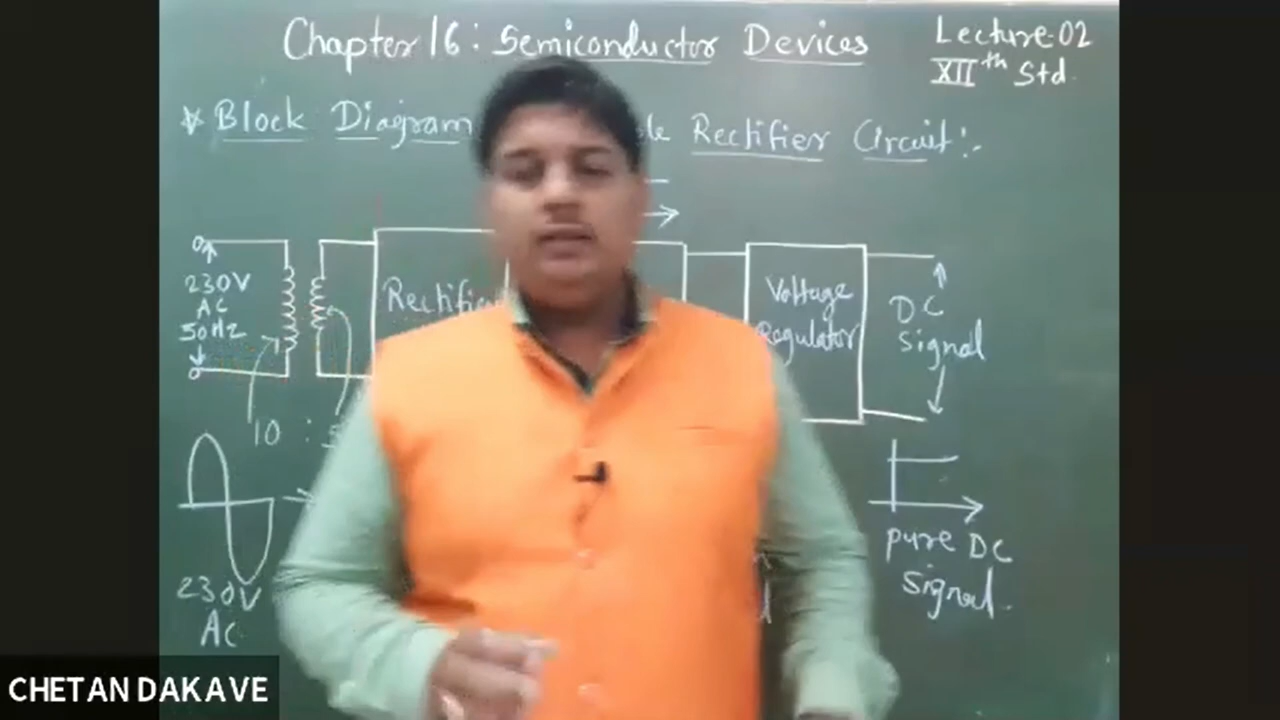 Chapter 16: Semiconductor Devices
Lecture-02
XIIth Std.
* Block Diagram Rectifier Circuit:-
230V
AC
50Hz
Voltage
Regulator
DC
Signal
10 :
230V
AC
pure DC
signal.
CHETAN DAKAVE